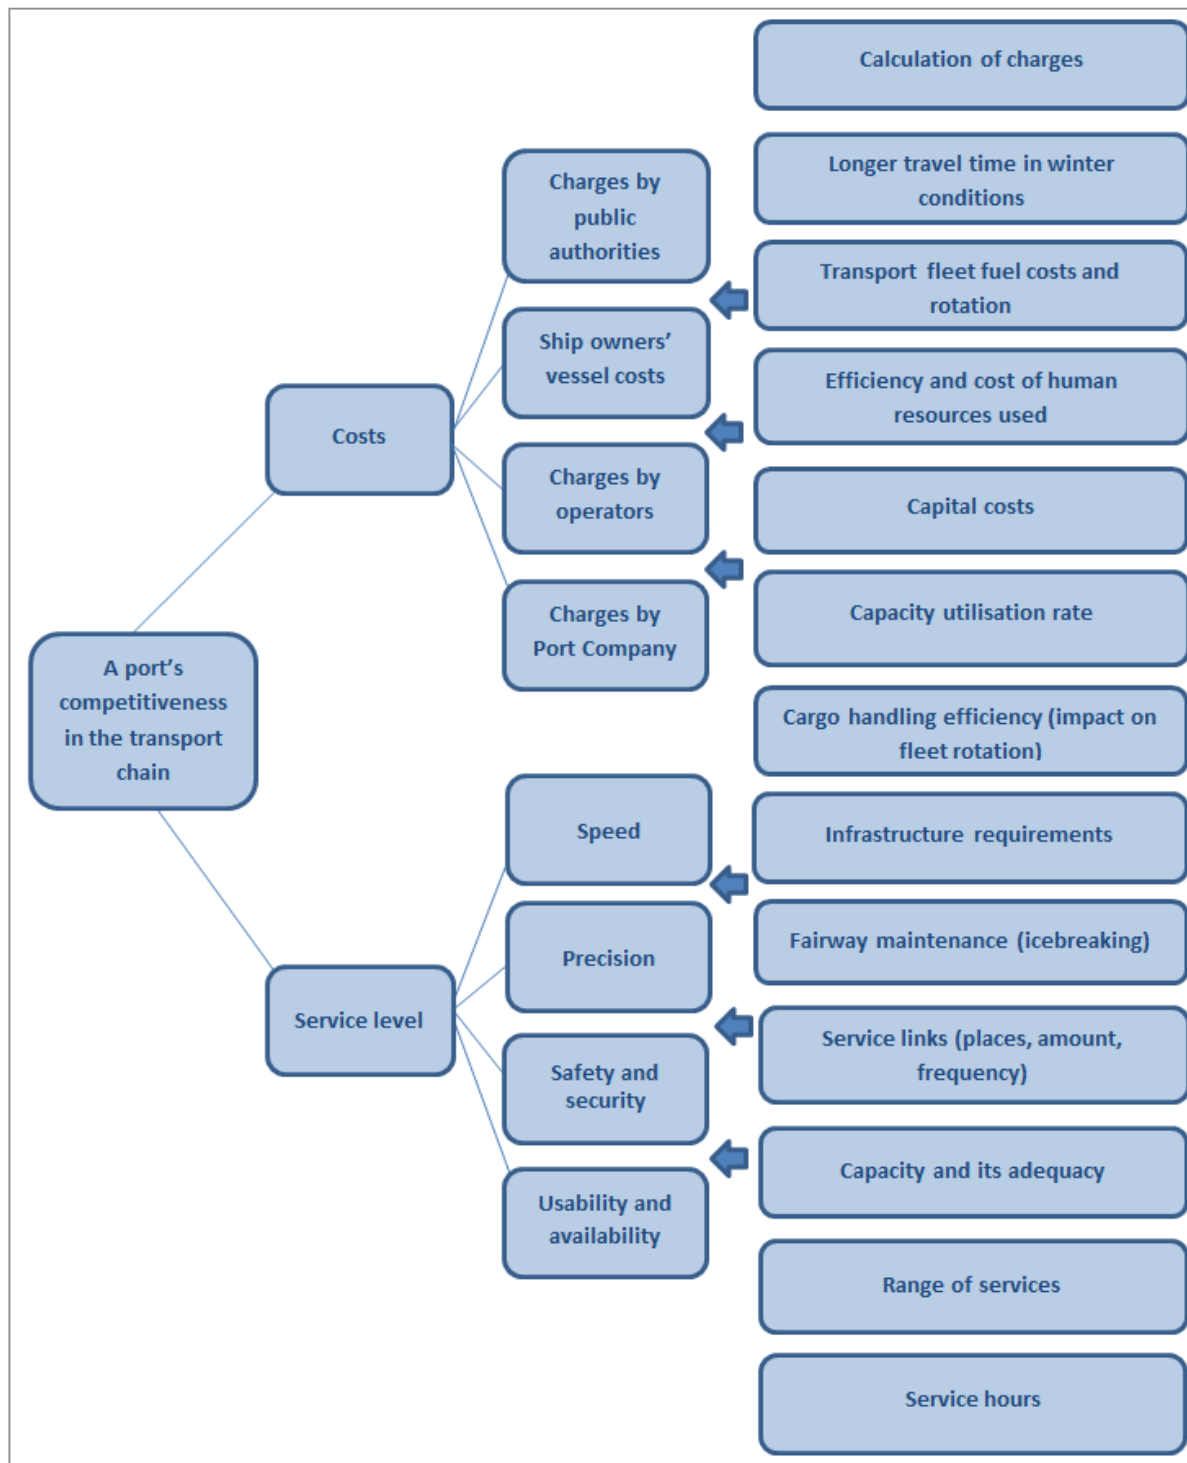 A port's
competitiveness
in the transport
chain
Costs
Service level
Charges by
public
authorities
Ship owners'
vessel costs
Charges by
operators
Charges by
Port Company
Speed
Precision
Safety and
security
Usability and
availability
Calculation of charges
Longer travel time in winter
conditions
Transport fleet fuel costs and
rotation
Efficiency and cost of human
resources used
Capital costs
Capacity utilisation rate
Cargo handling efficiency (impact on
fleet rotation)
Infrastructure requirements
Fairway maintenance (icebreaking)
Service links (places, amount,
frequency)
Capacity and its adequacy
Range of services
Service hours